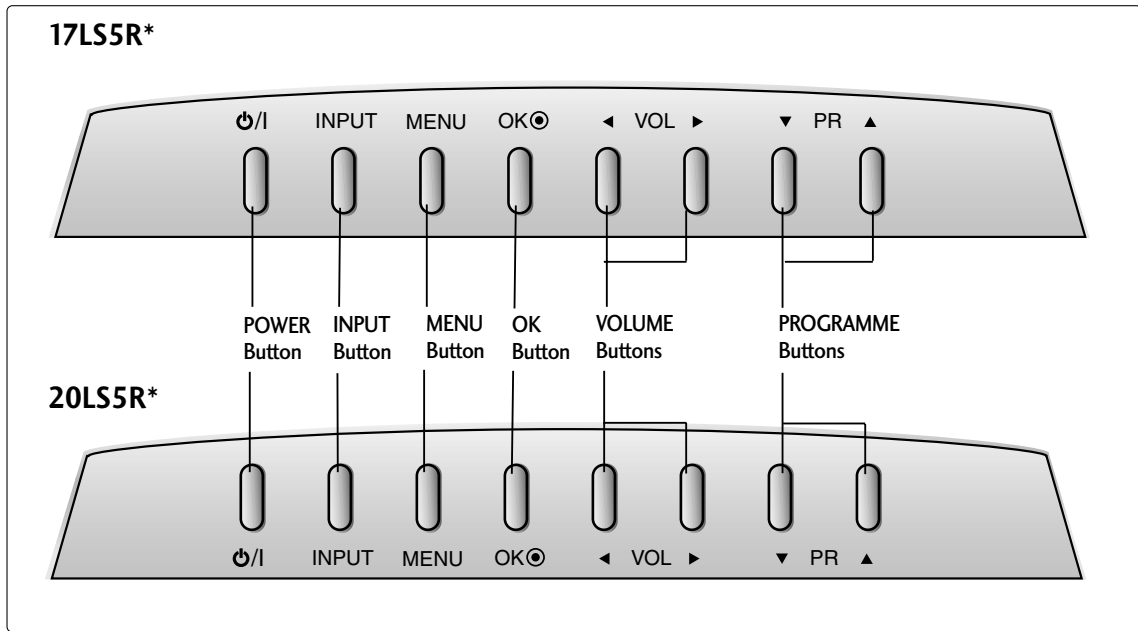 17LS5R*
⏻/I INPUT MENU OK◉ ◄ VOL ► ▼ PR ▲
POWER Button
INPUT Button
MENU Button
OK Button
VOLUME Buttons
PROGRAMME Buttons
20LS5R*
⏻/I INPUT MENU OK◉ ◄ VOL ► ▼ PR ▲